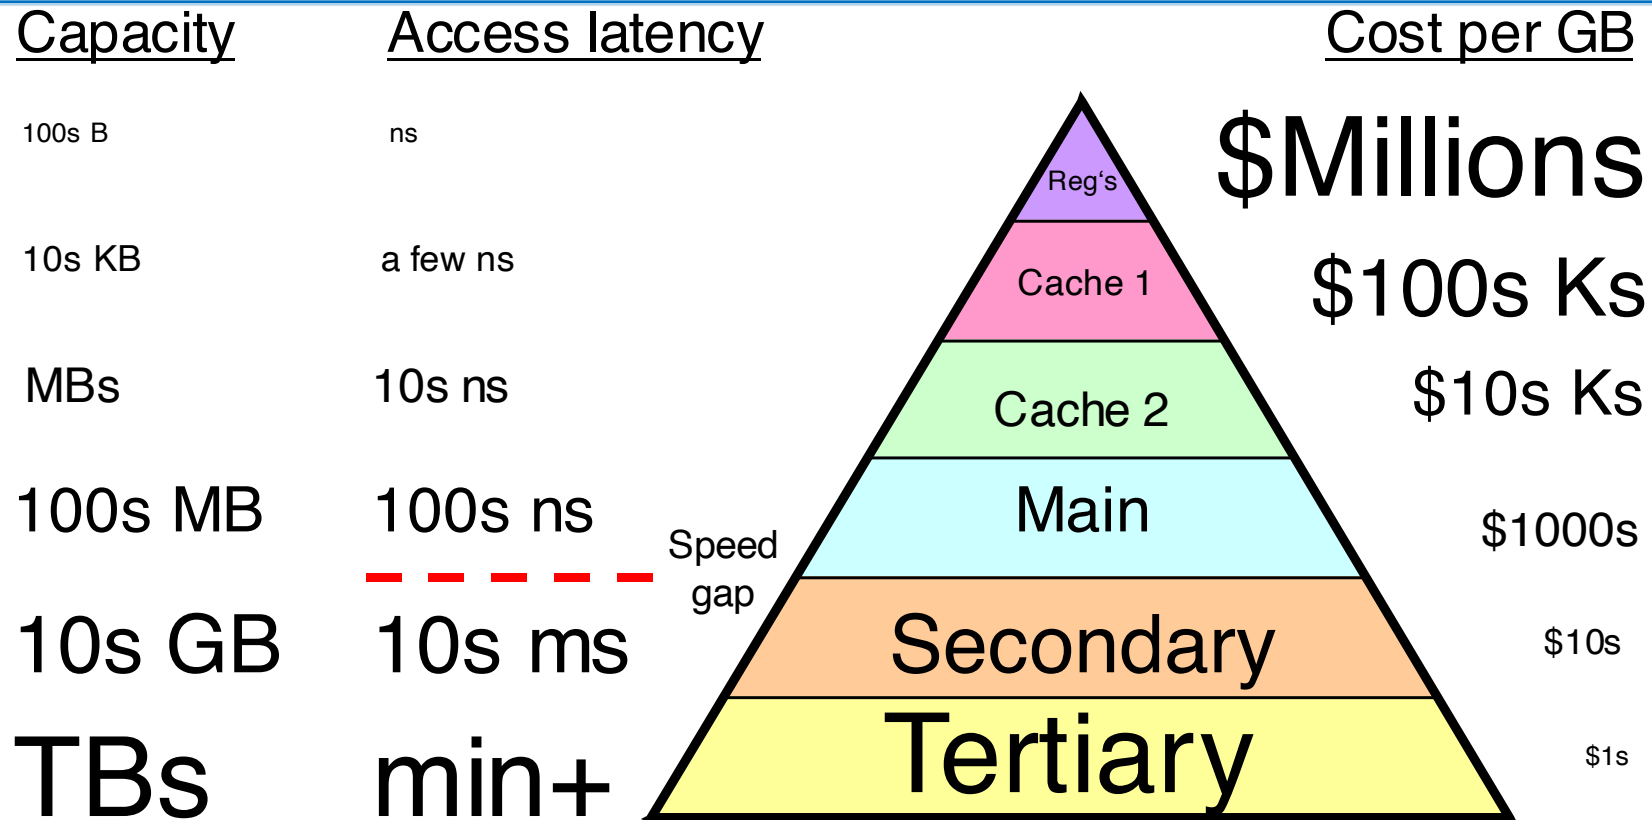 Capacity Access latency Cost per GB
100s B ns Reg‘s $Millions
10s KB a few ns Cache 1 $100s Ks
MBs 10s ns Cache 2 $10s Ks
100s MB 100s ns Main $1000s
Speed
gap
10s GB 10s ms Secondary $10s
TBs min+ Tertiary $1s